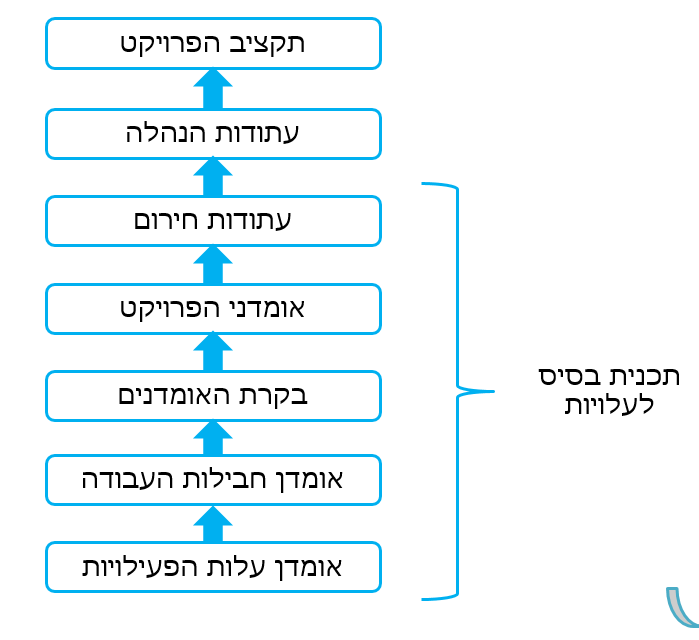 תקציב הפרויקט
עתודות הנהלה
עתודות חירום
אומדני הפרויקט
בקרת האומדנים
אומדן חבילות העבודה
אומדן עלות הפעילויות
תכנית בסיס
לעלויות